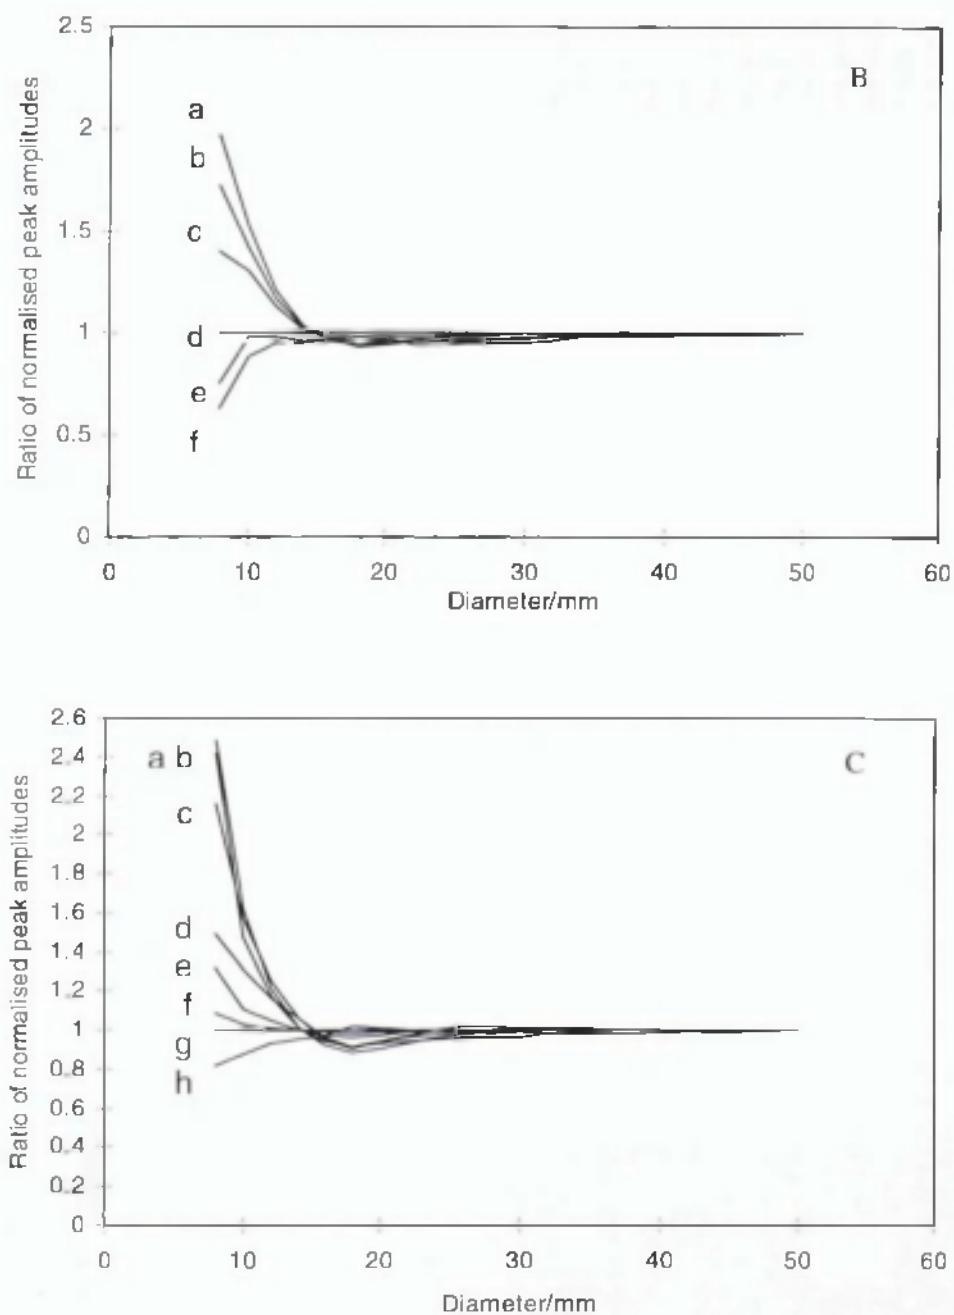 Ratio of normalised peak amplitudes
2.5
2
1.5
1
0.5
0
B
a
b
c
d
e
f
0 10 20 30 40 50 60
Diameter/mm
Ratio of normalised peak amplitudes
2.6
2.4
2.2
2
1.8
1.6
1.4
1.2
1
0.8
0.6
0.4
0.2
0
C
a b
c
d
e
f
g
h
0 10 20 30 40 50 60
Diameter/mm